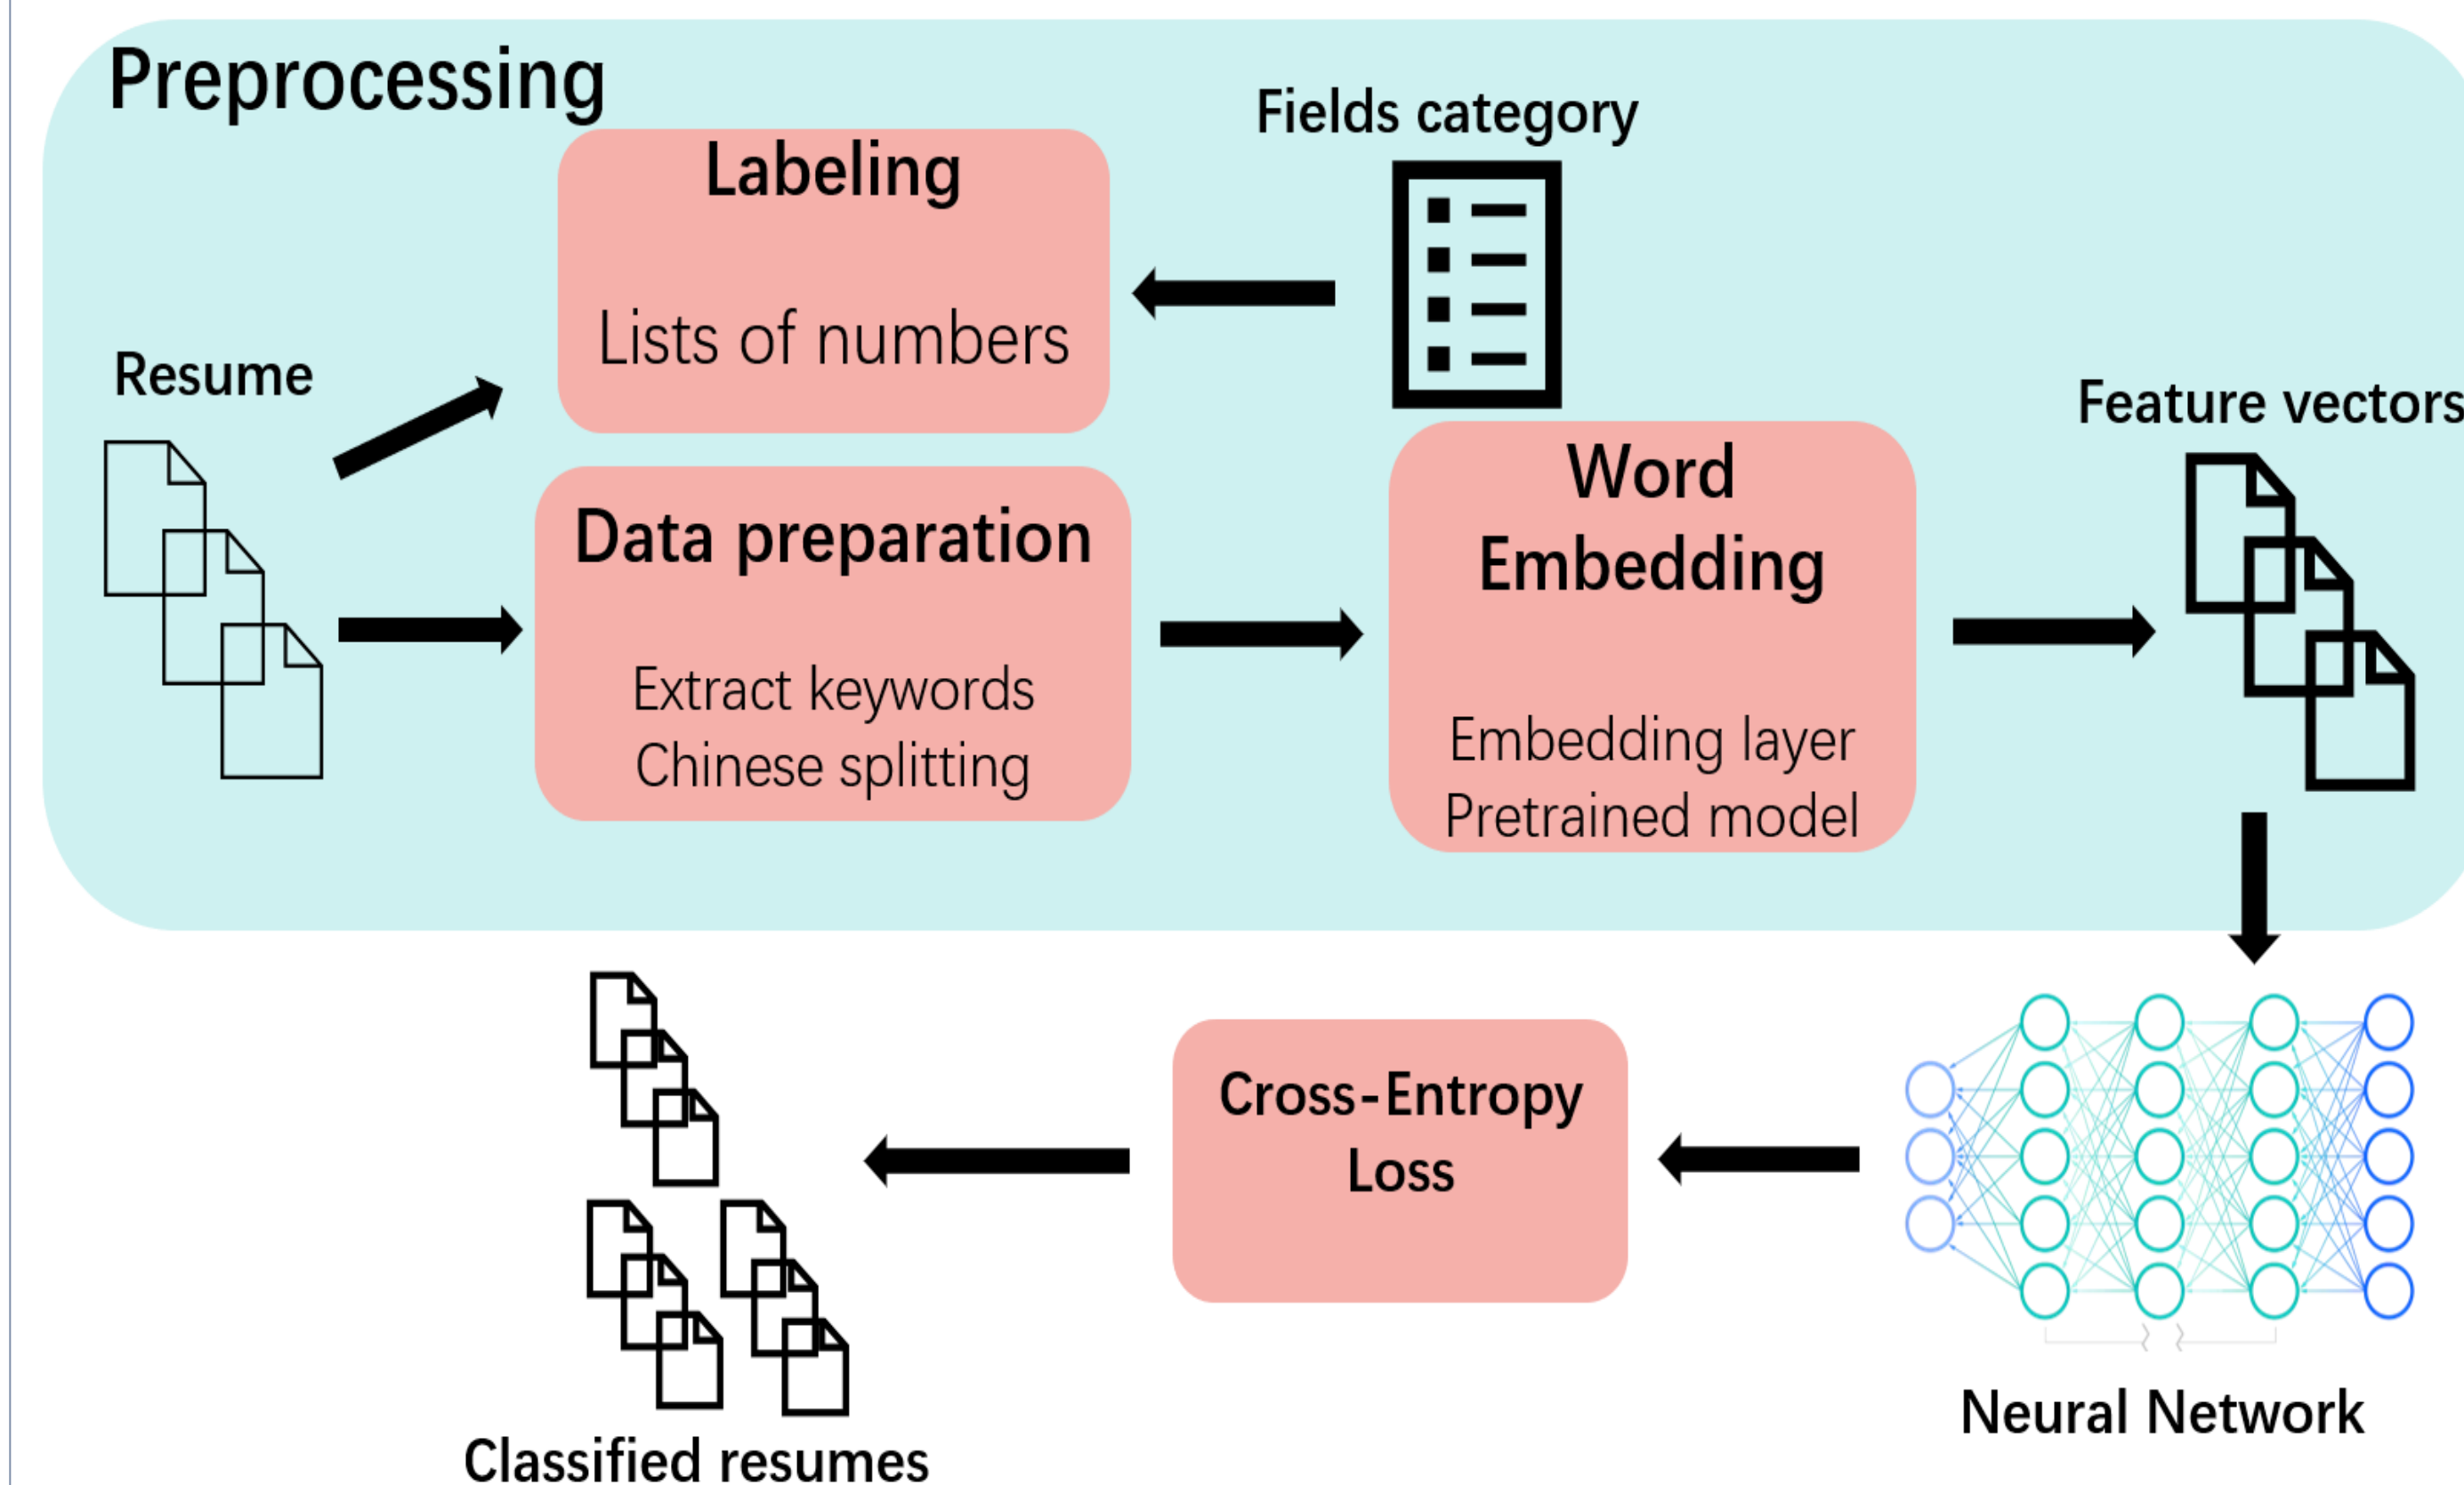 Preprocessing
Labeling
Lists of numbers
Fields category
Resume
Data preparation
Extract keywords
Chinese splitting
Word
Embedding
Embedding layer
Pretrained model
Feature vectors
Neural Network
Cross-Entropy
Loss
Classified resumes